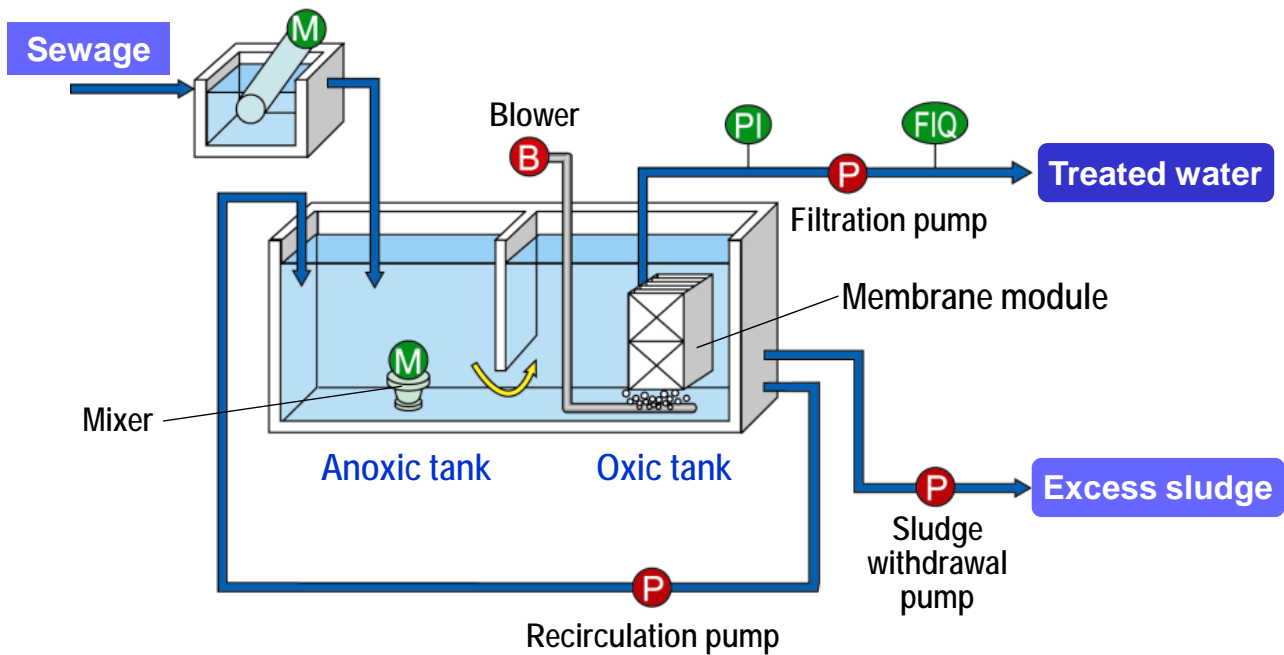 Sewage
M
Blower
B
PI
FIQ
P
Treated water
Filtration pump
Membrane module
M
Mixer
Anoxic tank
Oxic tank
P
Excess sludge
Sludge
withdrawal
pump
P
Recirculation pump